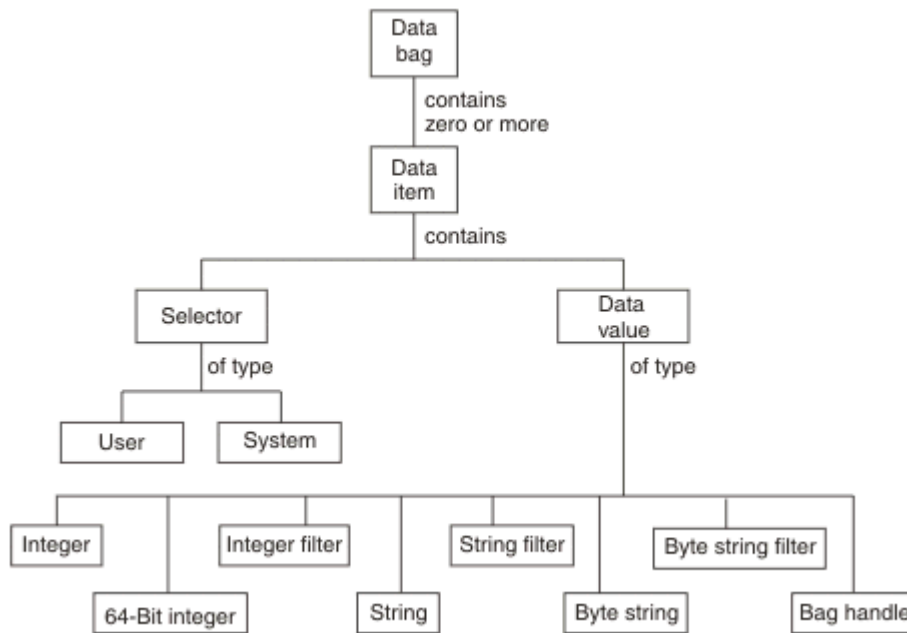 Data
bag
contains
zero or more
Data
item
contains
Selector
Data
value
of type
of type
User
System
Integer
Integer filter
String filter
Byte string filter
64-Bit integer
String
Byte string
Bag handle